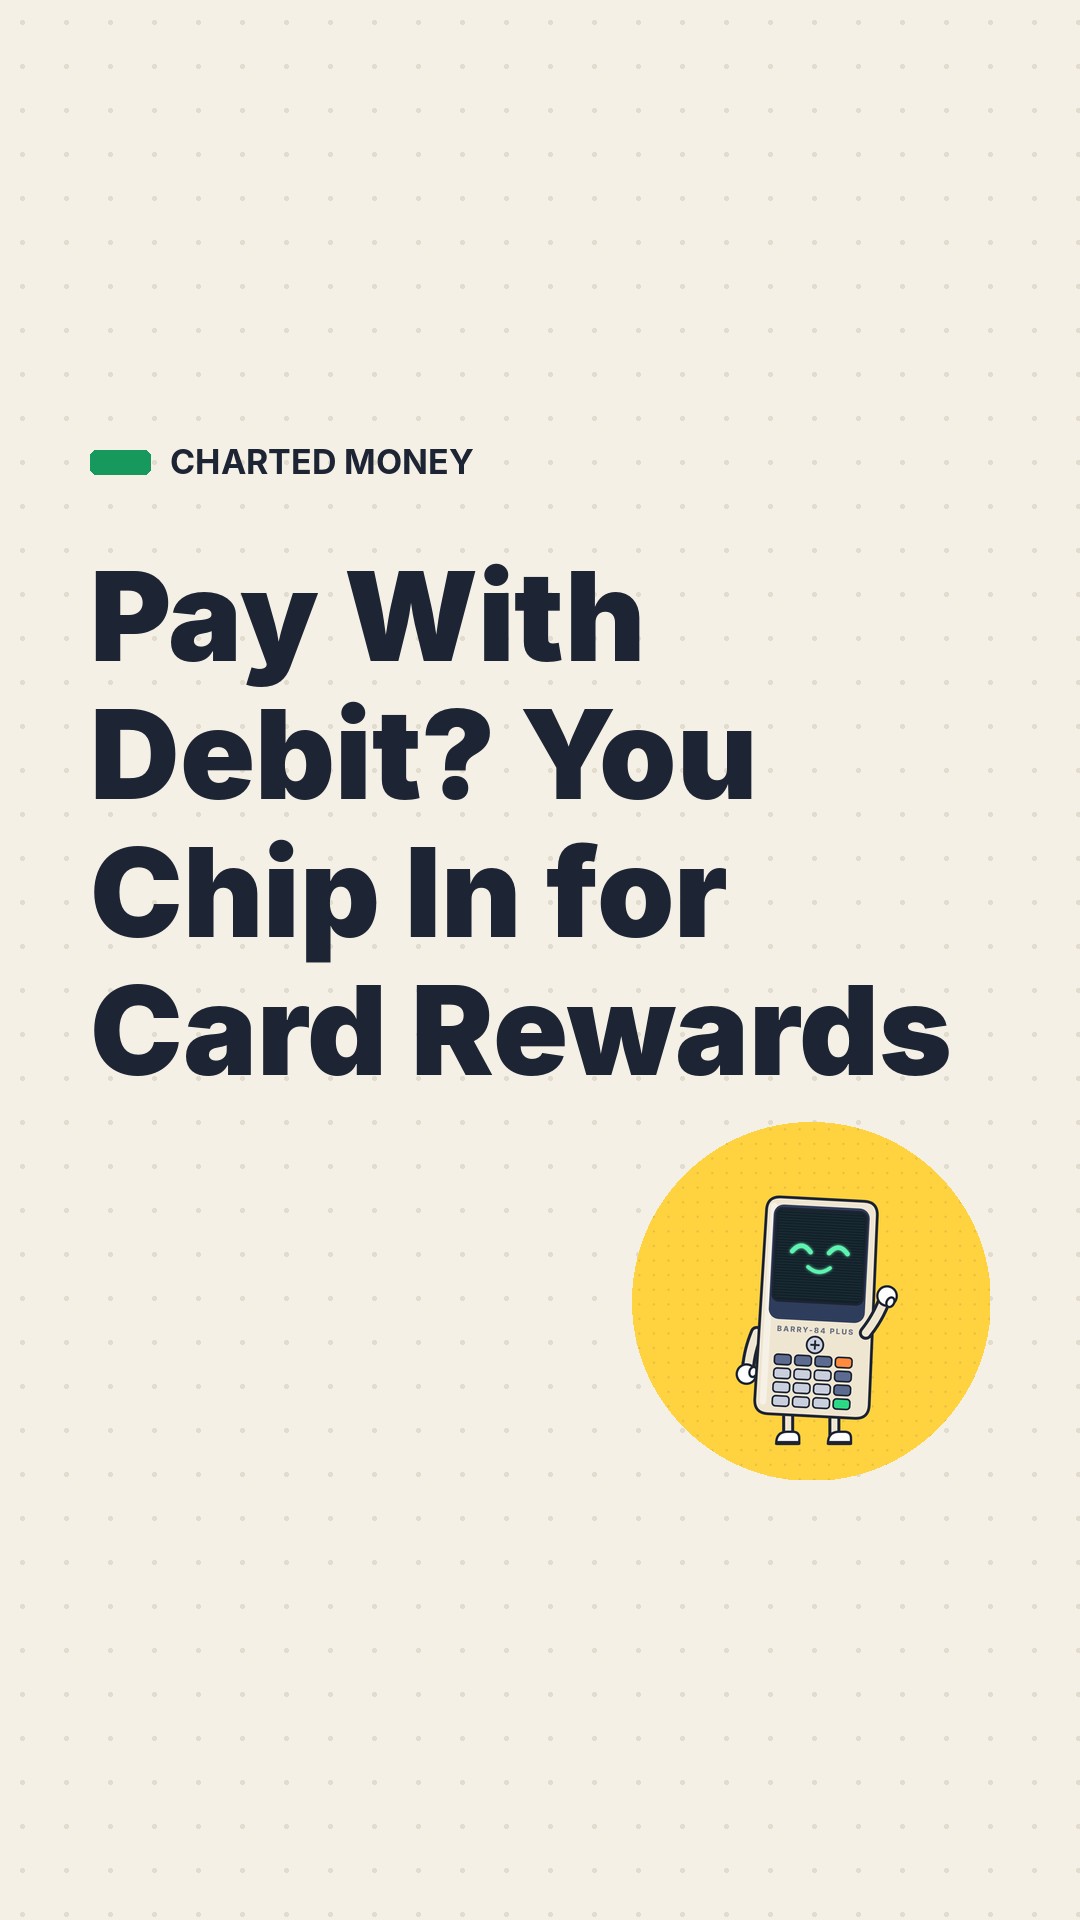 CHARTED MONEY
Pay With
Debit? You
Chip In for
Card Rewards
BARRY-84 PLUS